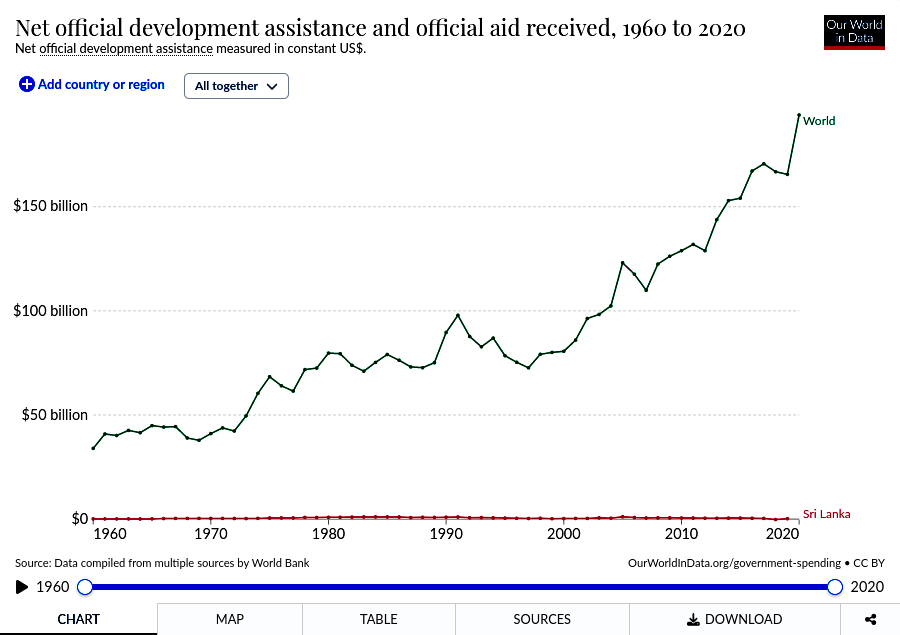 Net official development assistance and official aid received, 1960 to 2020
Net official development assistance measured in constant US$.
Our World
in Data
Add country or region
All together
World
$150 billion
$100 billion
$50 billion
$0
Sri Lanka
1960 1970 1980 1990 2000 2010 2020
Source: Data compiled from multiple sources by World Bank
OurWorldInData.org/government-spending • CC BY
1960 2020
CHART MAP TABLE SOURCES DOWNLOAD